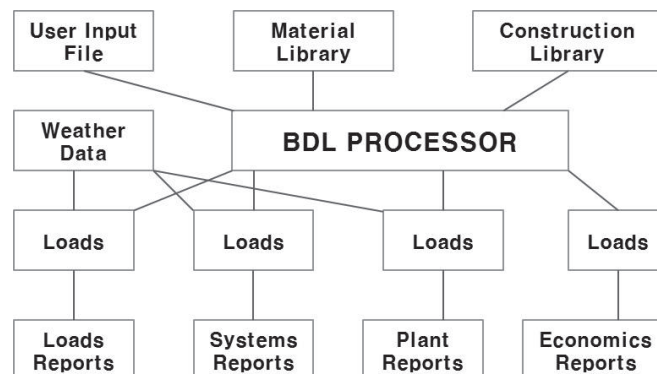 User Input
File
Material
Library
Construction
Library
Weather
Data
BDL PROCESSOR
Loads
Loads
Loads
Loads
Loads
Reports
Systems
Reports
Plant
Reports
Economics
Reports